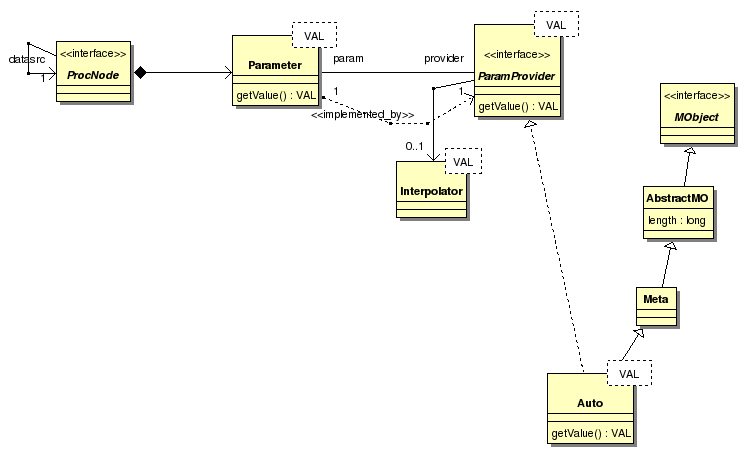 datasrc
1
<<interface>>
ProcNode
VAL
Parameter
getValue() : VAL
param
provider
1
1
<<implemented_by>>
VAL
<<interface>>
ParamProvider
getValue() : VAL
0..1
VAL
Interpolator
<<interface>>
MObject
AbstractMO
length : long
Meta
VAL
Auto
getValue() : VAL